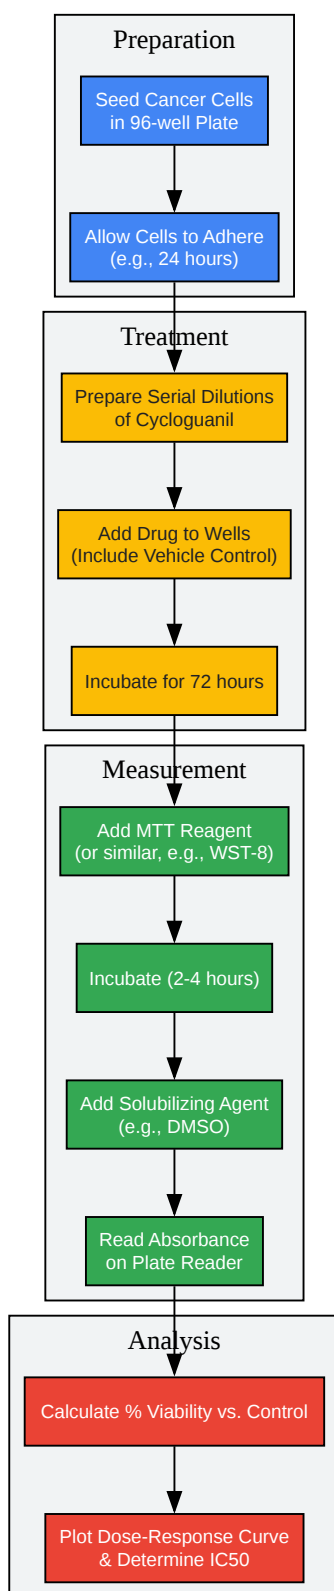 Preparation
Seed Cancer Cells
in 96-well Plate
Allow Cells to Adhere
(e.g., 24 hours)
Treatment
Prepare Serial Dilutions
of Cycloguanil
Add Drug to Wells
(Include Vehicle Control)
Incubate for 72 hours
Measurement
Add MTT Reagent
(or similar, e.g., WST-8)
Incubate (2-4 hours)
Add Solubilizing Agent
(e.g., DMSO)
Read Absorbance
on Plate Reader
Analysis
Calculate % Viability vs. Control
Plot Dose-Response Curve
& Determine IC50